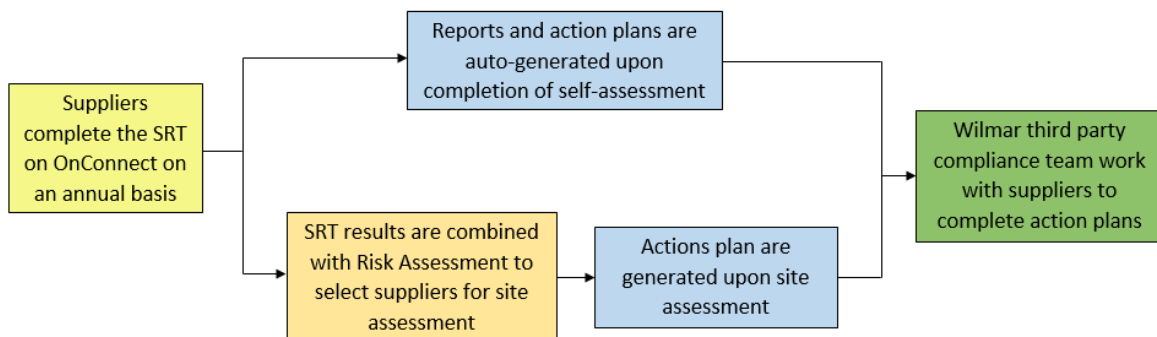 Suppliers
complete the SRT
on OnConnect on
an annual basis
Reports and action plans are
auto-generated upon
completion of self-assessment
SRT results are combined
with Risk Assessment to
select suppliers for site
assessment
Actions plan are
generated upon site
assessment
Wilmar third party
compliance team work
with suppliers to
complete action plans